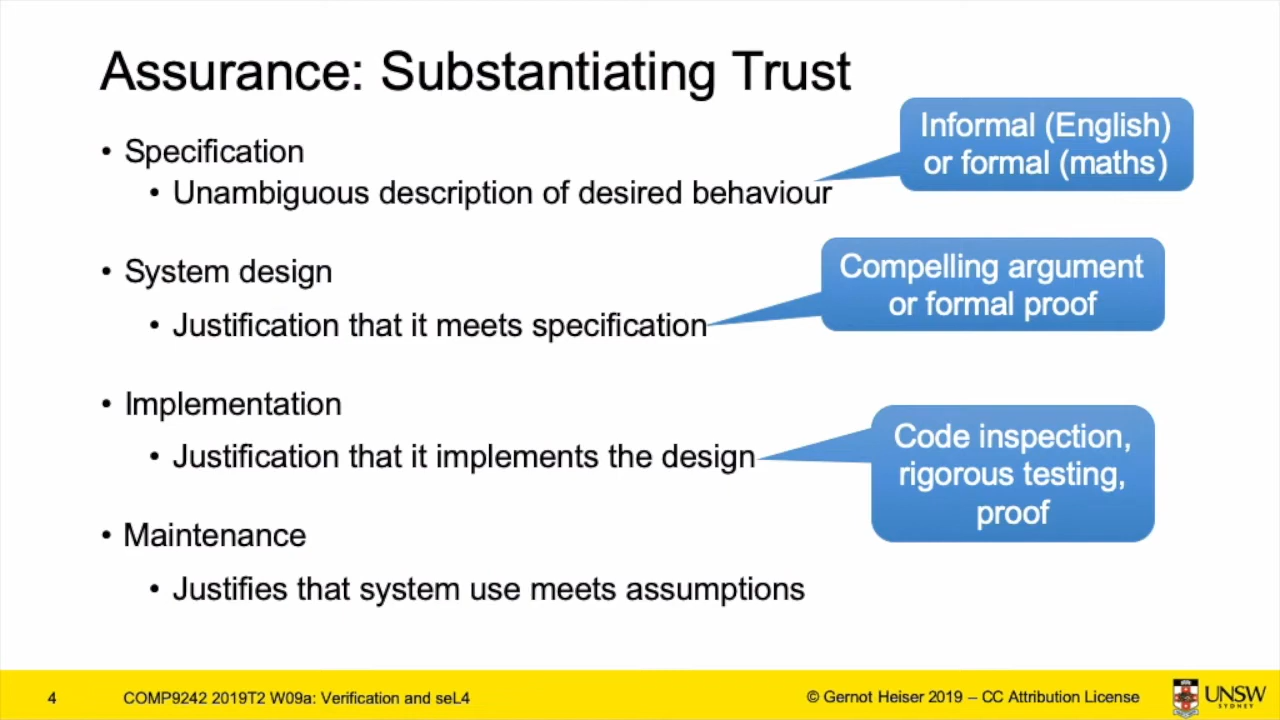 Assurance: Substantiating Trust
• Specification
• Unambiguous description of desired behaviour
Informal (English)
or formal (maths)
• System design
• Justification that it meets specification
Compelling argument
or formal proof
• Implementation
• Justification that it implements the design
Code inspection,
rigorous testing,
proof
• Maintenance
• Justifies that system use meets assumptions
4
COMP9242 2019T2 W09a: Verification and seL4
© Gernot Heiser 2019 – CC Attribution License
UNSW
SYDNEY